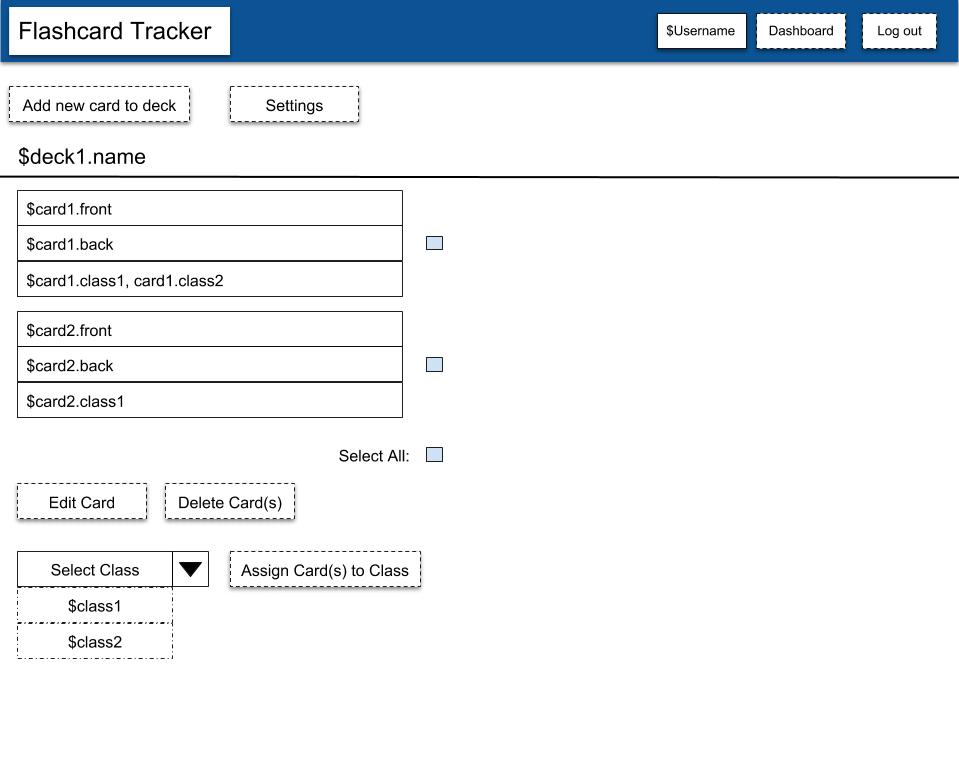 Flashcard Tracker
$Username
Dashboard
Log out
Add new card to deck
Settings
$deck1.name
$card1.front
$card1.back
$card1.class1, card1.class2
$card2.front
$card2.back
$card2.class1
Select All:
Edit Card
Delete Card(s)
Select Class
Assign Card(s) to Class
$class1
$class2